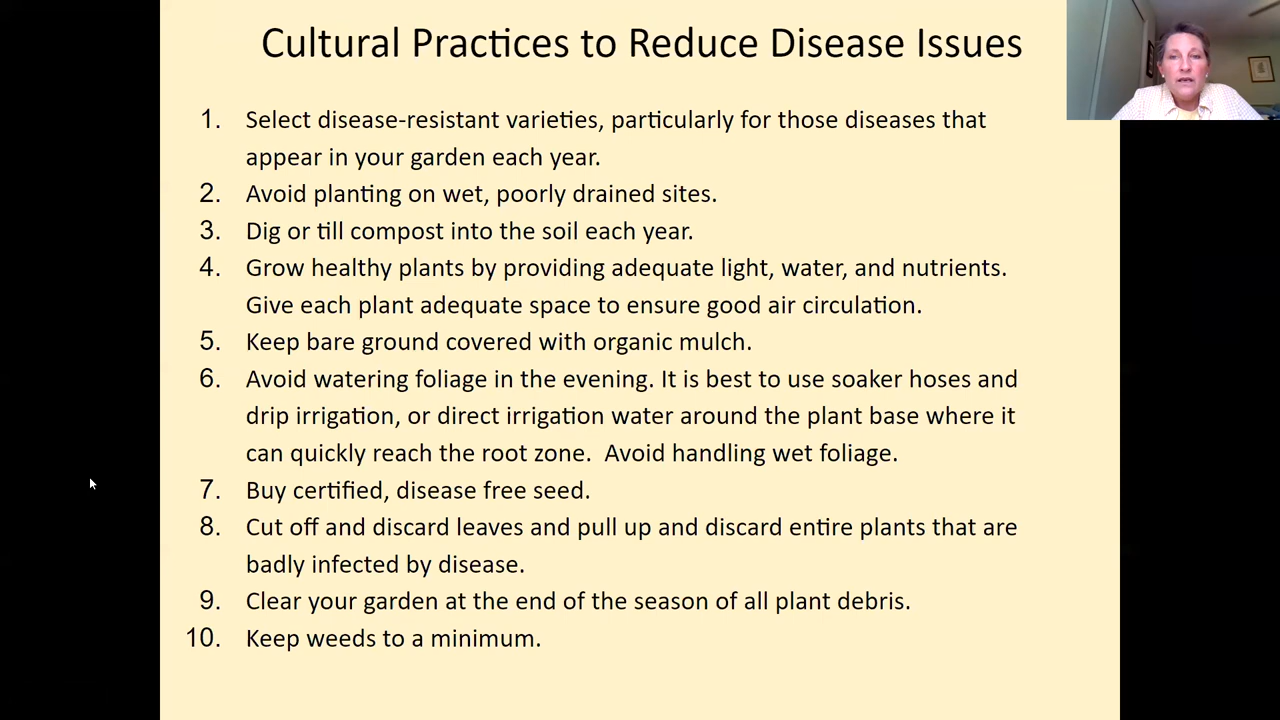 Cultural Practices to Reduce Disease Issues
1. Select disease-resistant varieties, particularly for those diseases that
appear in your garden each year.
2. Avoid planting on wet, poorly drained sites.
3. Dig or till compost into the soil each year.
4. Grow healthy plants by providing adequate light, water, and nutrients.
Give each plant adequate space to ensure good air circulation.
5. Keep bare ground covered with organic mulch.
6. Avoid watering foliage in the evening. It is best to use soaker hoses and
drip irrigation, or direct irrigation water around the plant base where it
can quickly reach the root zone.  Avoid handling wet foliage.
7. Buy certified, disease free seed.
8. Cut off and discard leaves and pull up and discard entire plants that are
badly infected by disease.
9. Clear your garden at the end of the season of all plant debris.
10. Keep weeds to a minimum.